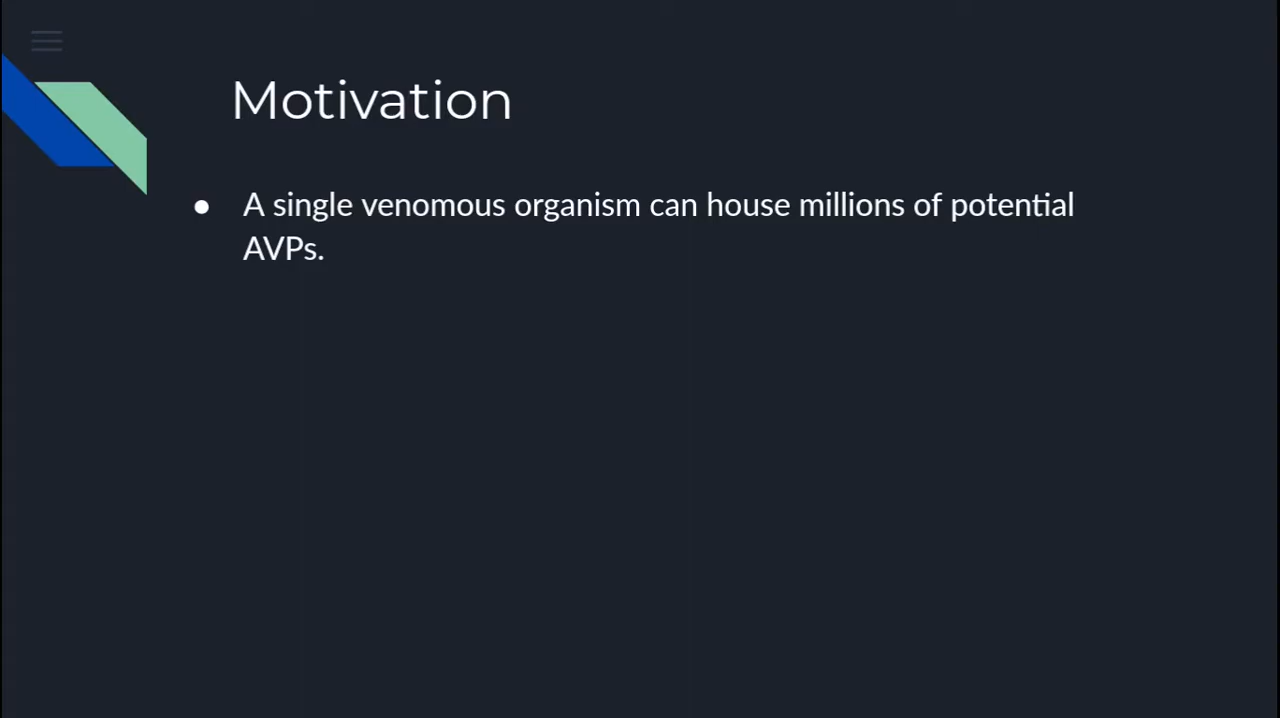 Motivation
● A single venomous organism can house millions of potential
AVPs.